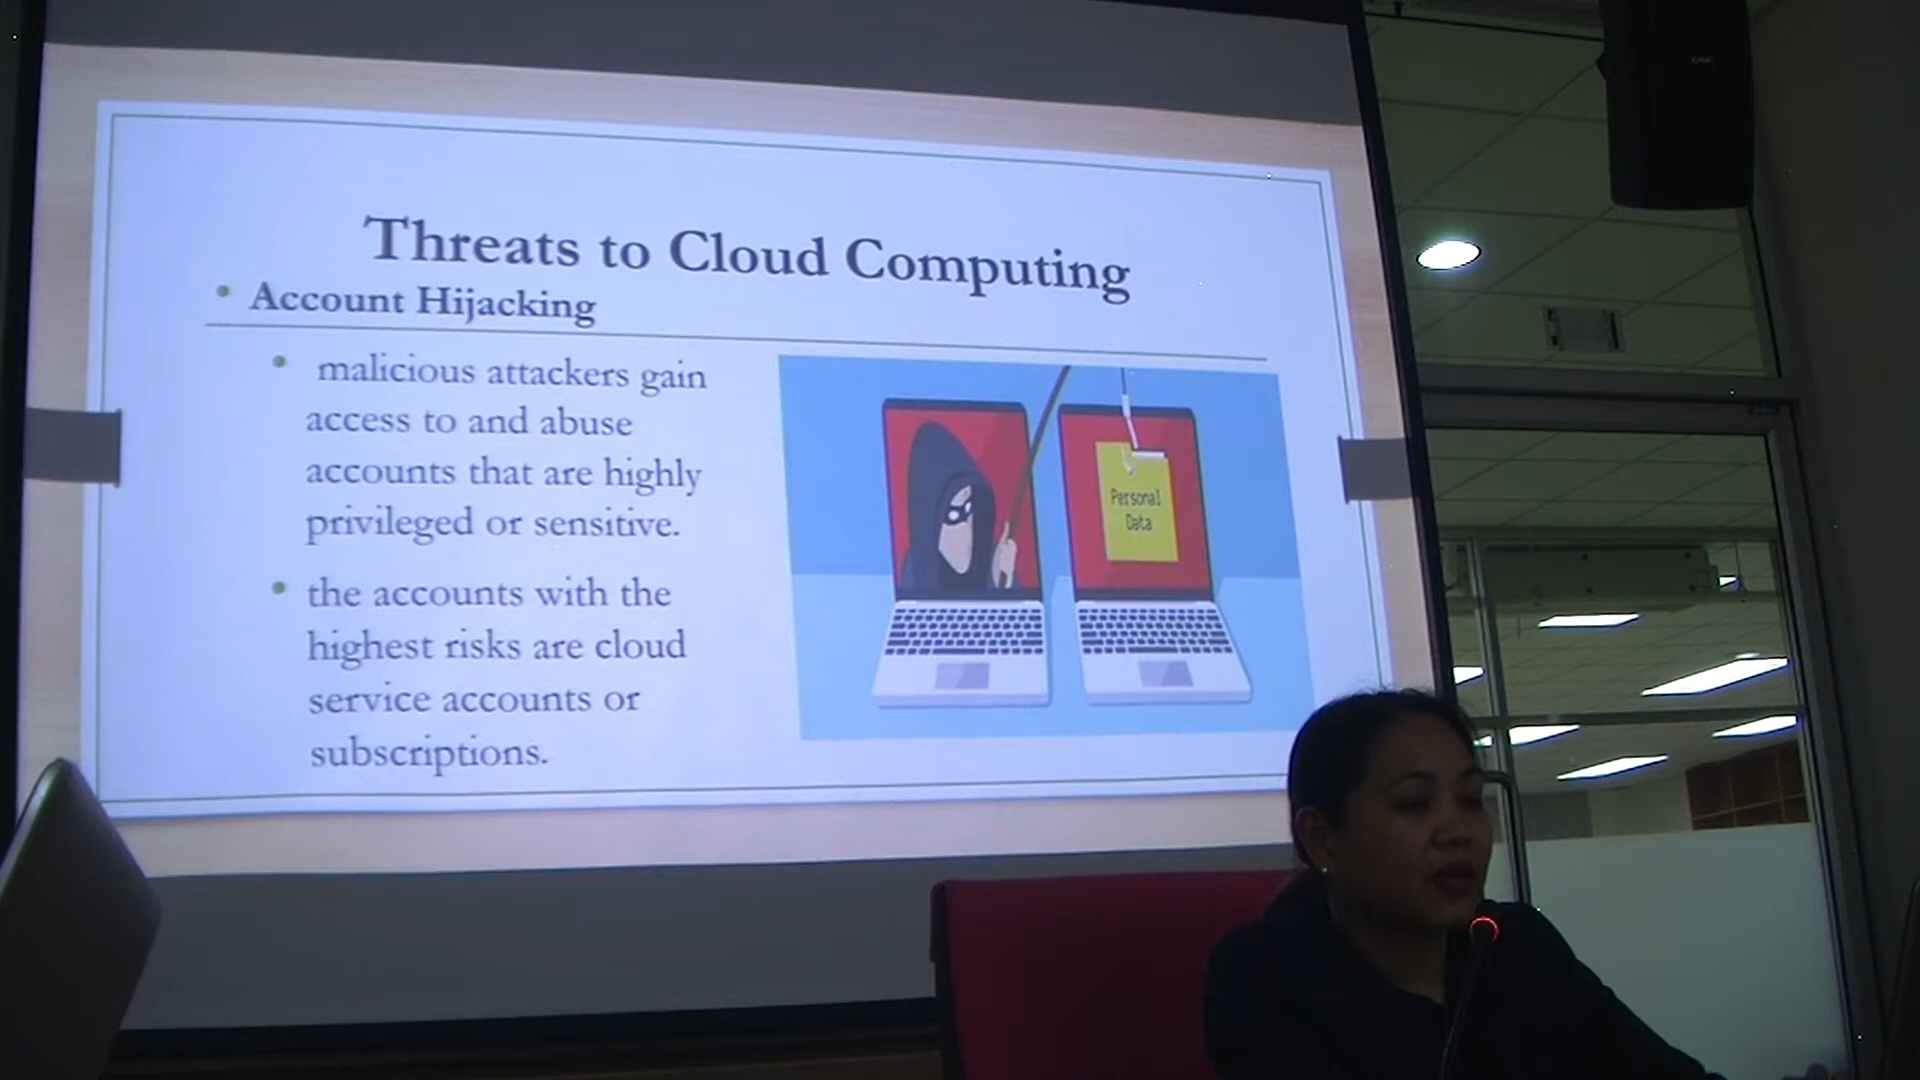 Threats to Cloud Computing
• Account Hijacking
• malicious attackers gain
access to and abuse
accounts that are highly
privileged or sensitive.
• the accounts with the
highest risks are cloud
service accounts or
subscriptions.
Personal
Data